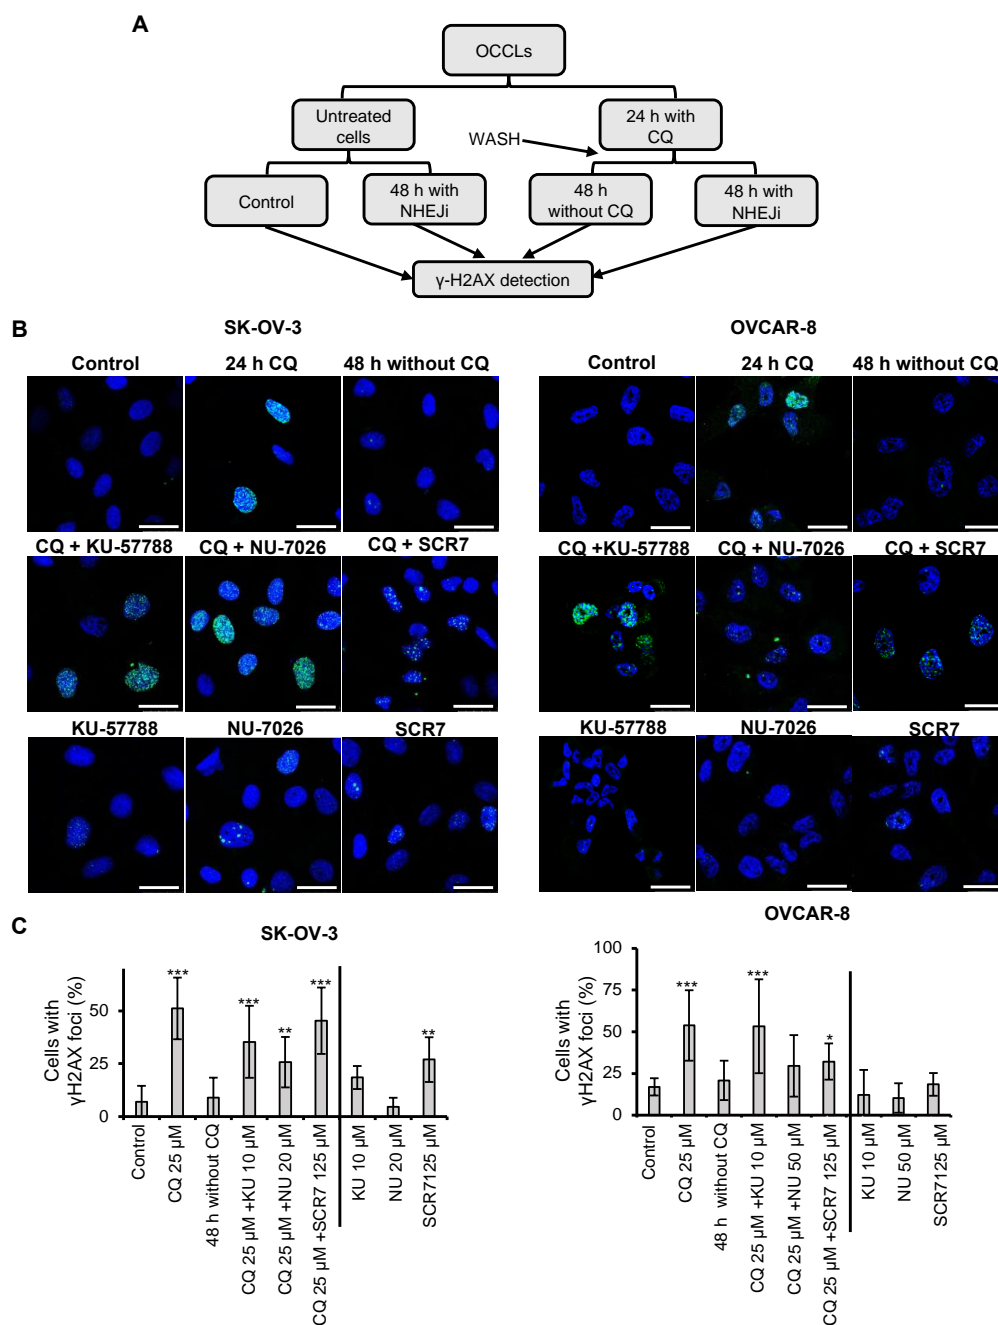 A
OCCLs
Untreated
cells
24 h with
CQ
WASH
Control
48 h with
NHEJi
48 h
without CQ
48 h with
NHEJi
γ-H2AX detection
B
SK-OV-3
OVCAR-8
Control
24 h CQ
48 h without CQ
Control
24 h CQ
48 h without CQ
CQ + KU-57788
CQ + NU-7026
CQ + SCR7
CQ +KU-57788
CQ + NU-7026
CQ + SCR7
KU-57788
NU-7026
SCR7
KU-57788
NU-7026
SCR7
C
SK-OV-3
Cells with
γH2AX foci (%)
50
25
0
***
***
**
***
**
Control
CQ 25 µM
48 h without CQ
CQ 25 µM +KU 10 µM
CQ 25 µM +NU 20 µM
CQ 25 µM +SCR7 125 µM
KU 10 µM
NU 20 µM
SCR7125 µM
OVCAR-8
Cells with
γH2AX foci (%)
100
75
50
25
0
***
***
*
Control
CQ 25 µM
48 h without CQ
CQ 25 µM +KU 10 µM
CQ 25 µM +NU 50 µM
CQ 25 µM +SCR7 125 µM
KU 10 µM
NU 50 µM
SCR7125 µM